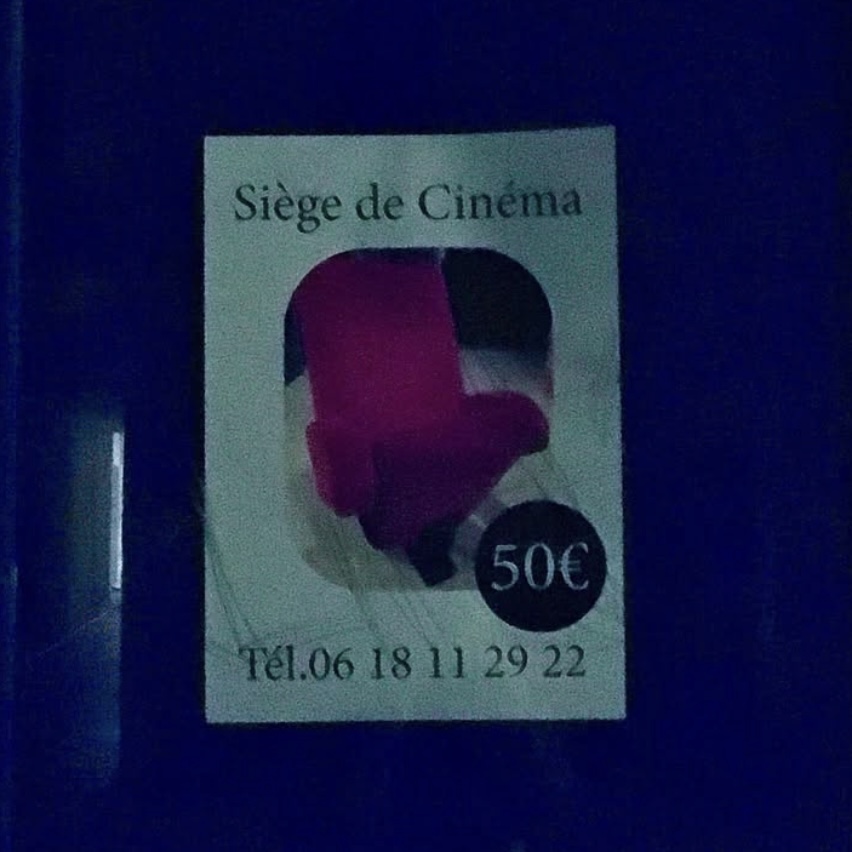 Siège de Cinéma
50€
Tél.06 18 11 29 22